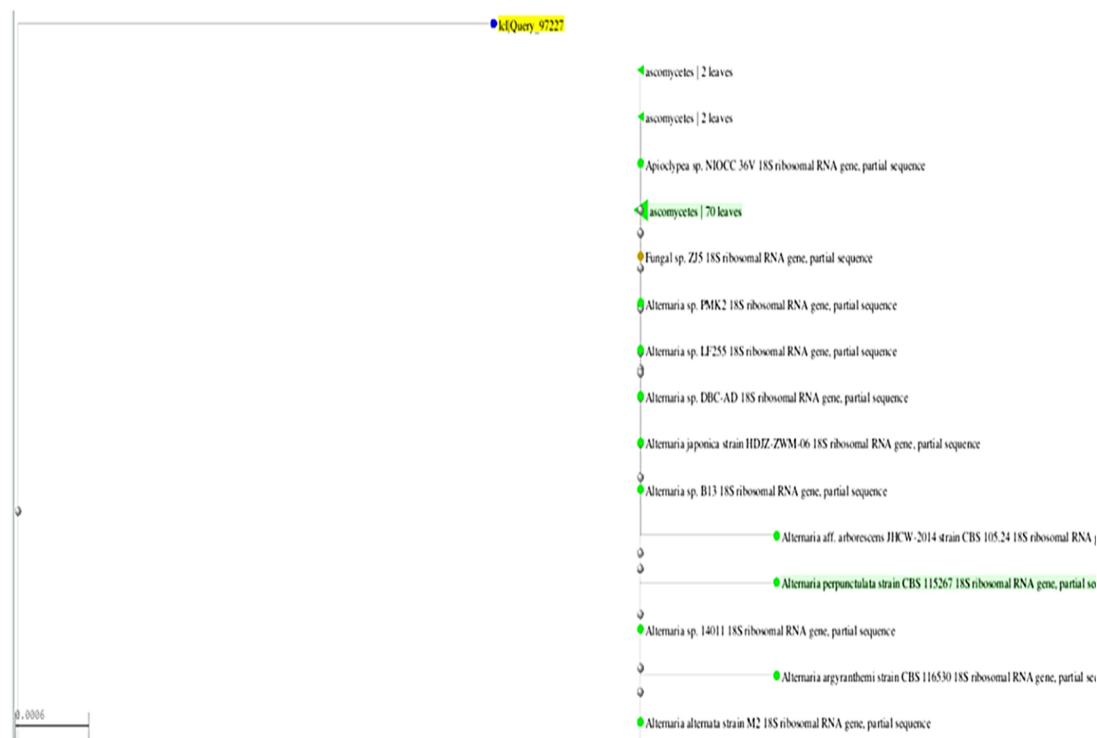 lcl|Query_97227
ascomycetes | 2 leaves
ascomycetes | 2 leaves
Apioclypea sp. NIOCC 36V 18S ribosomal RNA gene, partial sequence
ascomycetes | 70 leaves
Fungal sp. ZJ5 18S ribosomal RNA gene, partial sequence
Alternaria sp. PMK2 18S ribosomal RNA gene, partial sequence
Alternaria sp. LF255 18S ribosomal RNA gene, partial sequence
Alternaria sp. DBC-AD 18S ribosomal RNA gene, partial sequence
Alternaria japonica strain HDJZ-ZWM-06 18S ribosomal RNA gene, partial sequence
Alternaria sp. B13 18S ribosomal RNA gene, partial sequence
Alternaria aff. arborescens JHCW-2014 strain CBS 105.24 18S ribosomal RNA g
Alternaria perpunctulata strain CBS 115267 18S ribosomal RNA gene, partial se
Alternaria sp. 14011 18S ribosomal RNA gene, partial sequence
Alternaria argyranthemi strain CBS 116530 18S ribosomal RNA gene, partial se
0.0006
Alternaria alternata strain M2 18S ribosomal RNA gene, partial sequence